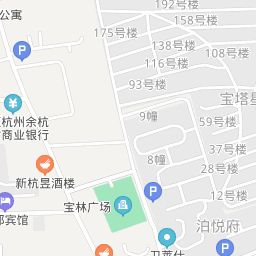 192号楼
公寓
158号楼
175号楼
138号楼
108号楼
116号楼
93号楼
宝塔
9幢
59号楼
杭州余杭
商业银行
37号楼
8幢
28号楼
新杭昱酒楼
12号楼
宝林广场
宾馆
泊悦府
卫莱仕